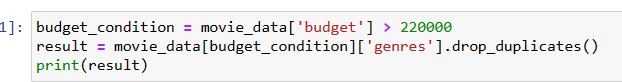 1]: budget_condition = movie_data['budget'] > 220000
result = movie_data[budget_condition]['genres'].drop_duplicates()
print(result)